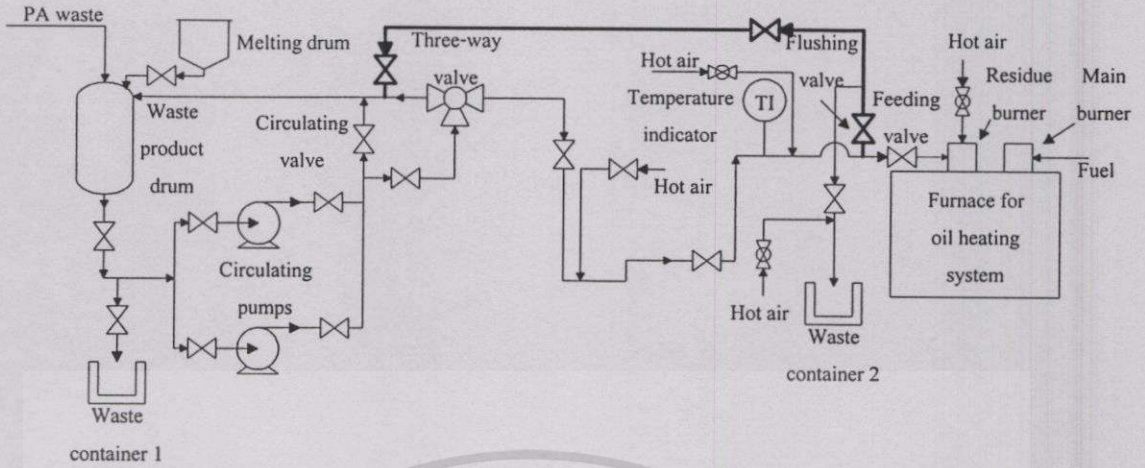 PA waste
Melting drum
Three-way
valve
Flushing
valve
Hot air
Hot air
Residue
burner
Main
burner
Temperature
indicator
TI
Feeding
valve
Waste
product
drum
Circulating
valve
Hot air
Fuel
Furnace for
oil heating
system
Circulating
pumps
Hot air
Waste
container 2
Waste
container 1